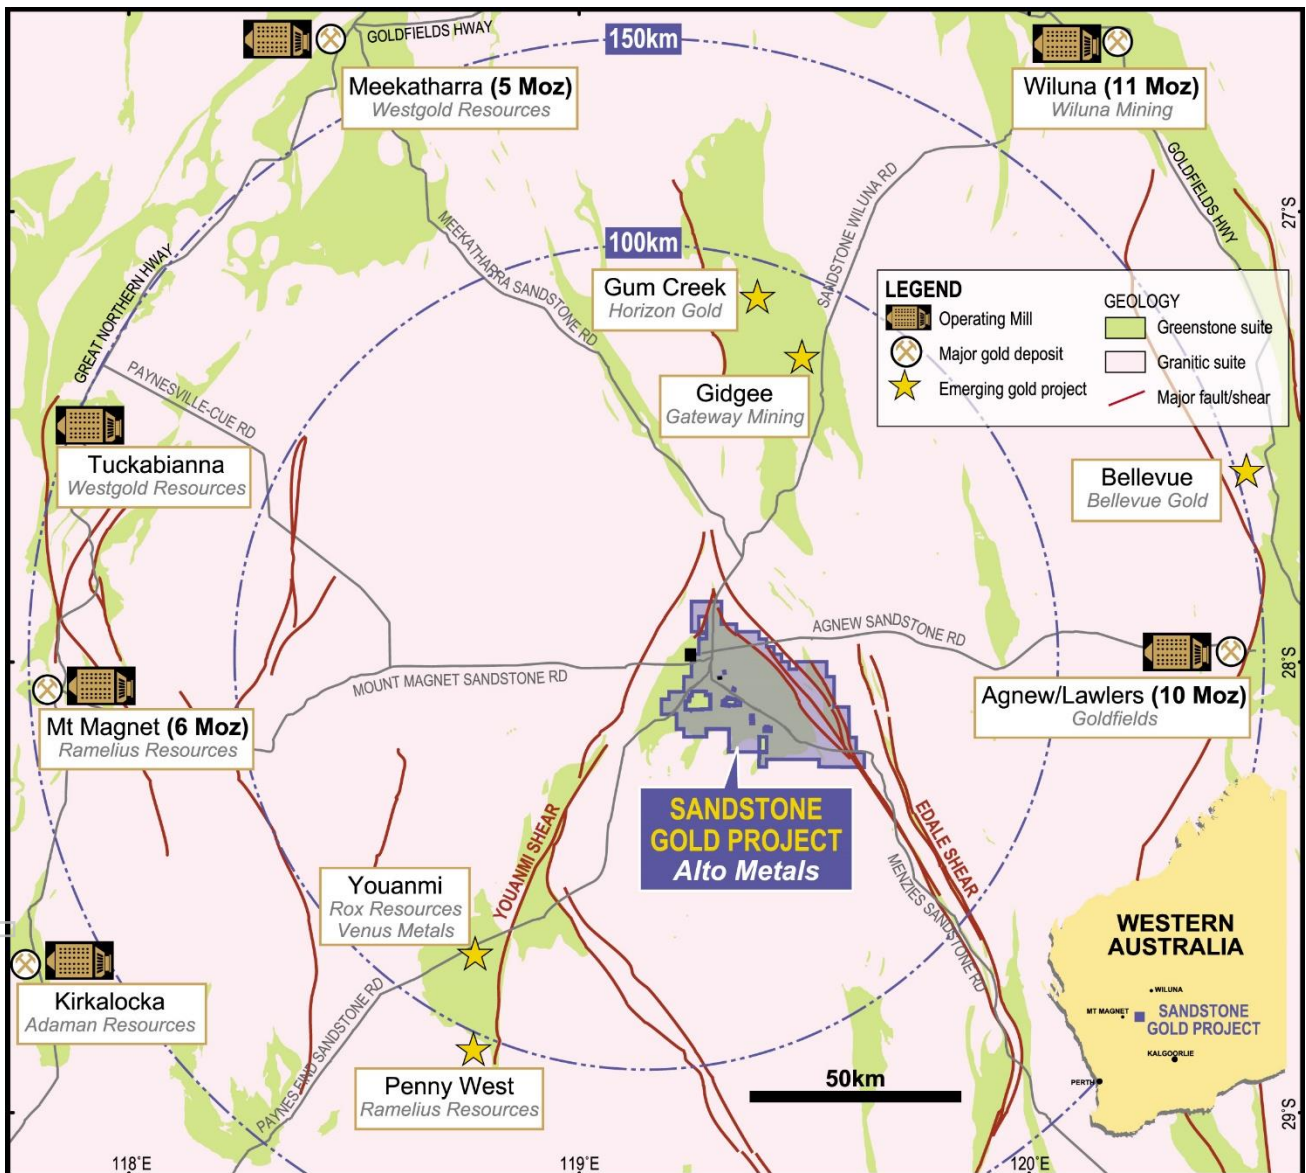 GOLDFIELDS HWY
150km
Meekatharra (5 Moz)
Westgold Resources
Wiluna (11 Moz)
Wiluna Mining
GOLDFIELDS HWY
27°S
SANDSTONE WILUNA RD
MEEKATHARRA SANDSTONE RD
GREAT NORTHERN HWAY
100km
Gum Creek
Horizon Gold
LEGEND
Operating Mill
Major gold deposit
Emerging gold project
GEOLOGY
Greenstone suite
Granitic suite
Major fault/shear
PAYNESVILLE-CUE RD
Gidgee
Gateway Mining
Tuckabianna
Westgold Resources
Bellevue
Bellevue Gold
AGNEW SANDSTONE RD
28°S
MOUNT MAGNET SANDSTONE RD
Mt Magnet (6 Moz)
Ramelius Resources
Agnew/Lawlers (10 Moz)
Goldfields
SANDSTONE
GOLD PROJECT
Alto Metals
YOUANMI SHEAR
EDALE SHEAR
MENZIES SANDSTONE RD
Youanmi
Rox Resources
Venus Metals
WESTERN
AUSTRALIA
WILUNA
MT MAGNET
SANDSTONE
GOLD PROJECT
KALGOORLIE
PERTH
Kirkalocka
Adaman Resources
PAYNES FIND SANDSTONE RD
Penny West
Ramelius Resources
50km
29°S
118°E
119°E
120°E